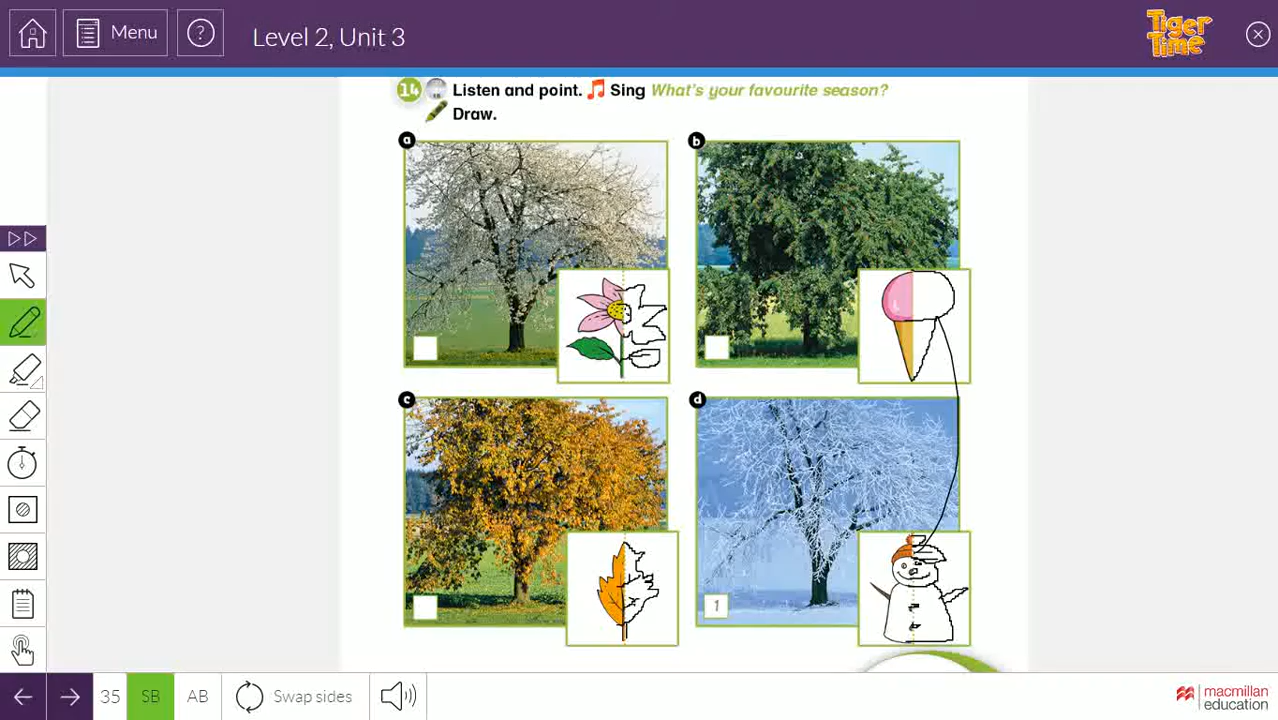 Menu
?
Level 2, Unit 3
Tiger
Time
14 Listen and point. Sing What's your favourite season?
Draw.
a
b
c
d
1
35
SB
AB
Swap sides
macmillan
education